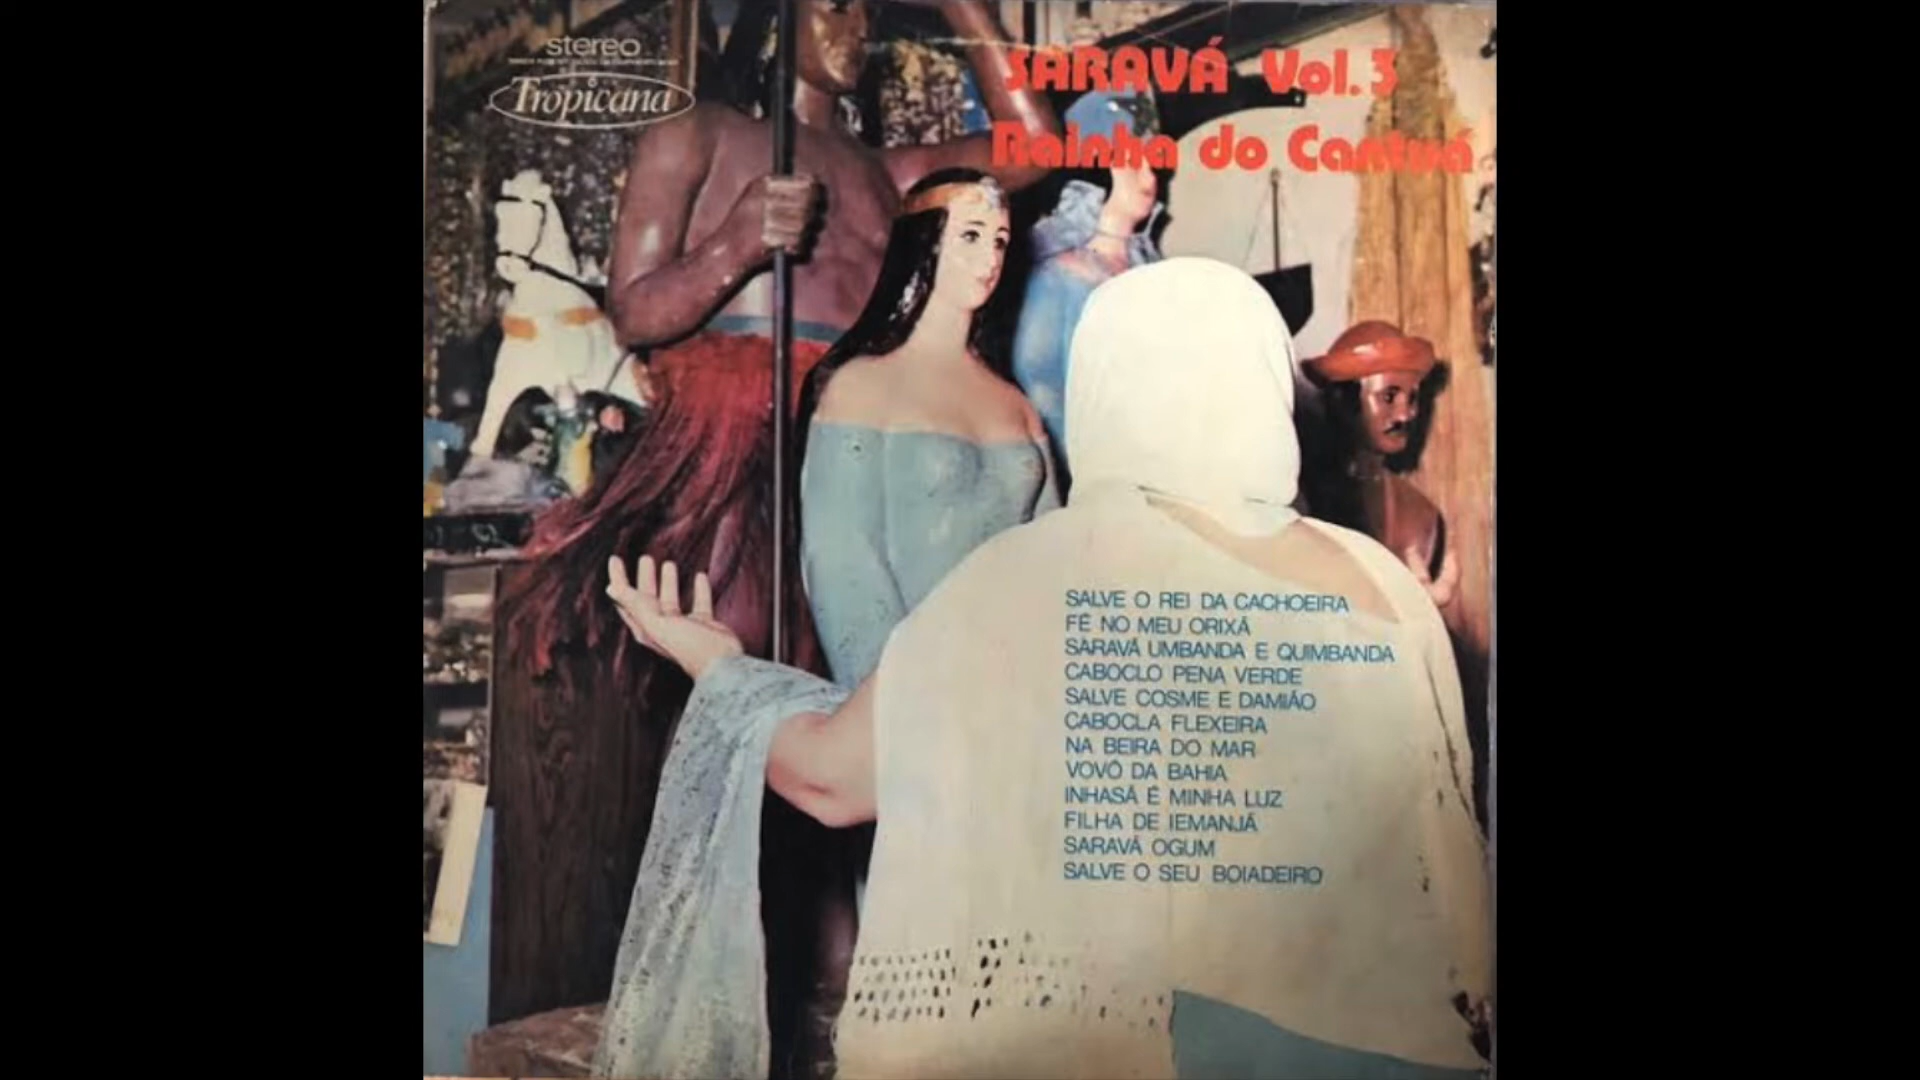 stereo
Tropicana
SARAVÁ Vol. 3
Rainha do Cantuá
SALVE O REI DA CACHOEIRA
FÉ NO MEU ORIXÁ
SARAVÁ UMBANDA E QUIMBANDA
CABOCLO PENA VERDE
SALVE COSME E DAMIÃO
CABOCLA FLEXEIRA
NA BEIRA DO MAR
VOVÔ DA BAHIA
INHASÃ É MINHA LUZ
FILHA DE IEMANJÁ
SARAVÁ OGUM
SALVE O SEU BOIADEIRO